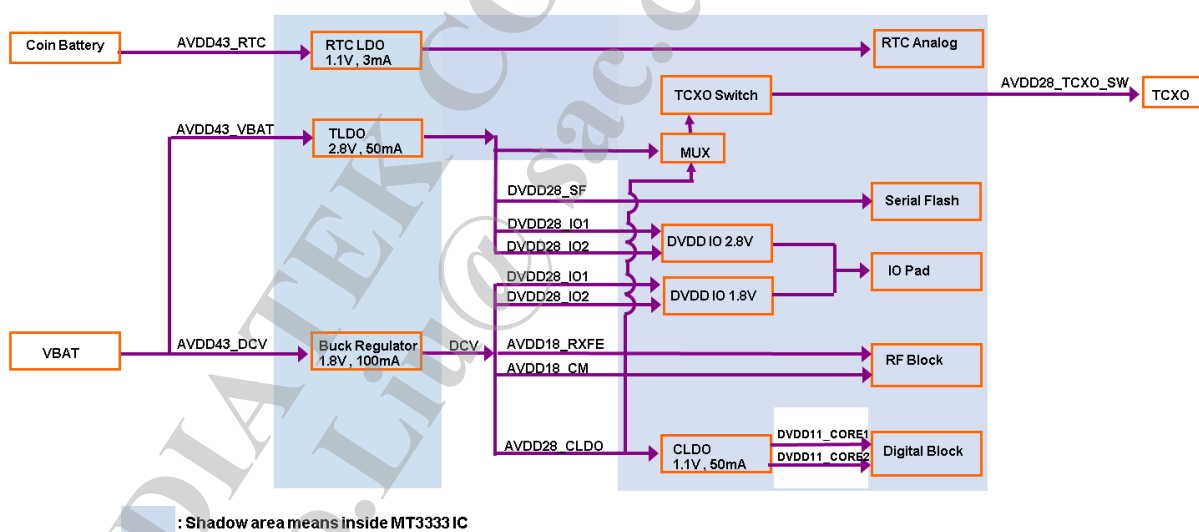 Coin Battery
AVDD43_RTC
RTC LDO
1.1V, 3mA
RTC Analog
TCXO Switch
AVDD28_TCXO_SW
TCXO
AVDD43_VBAT
TLDO
2.8V, 50mA
MUX
DVDD28_SF
Serial Flash
DVDD28_IO1
DVDD28_IO2
DVDD IO 2.8V
IO Pad
DVDD28_IO1
DVDD28_IO2
DVDD IO 1.8V
VBAT
AVDD43_DCV
Buck Regulator
1.8V, 100mA
DCV
AVDD18_RXFE
AVDD18_CM
RF Block
AVDD28_CLDO
CLDO
1.1V, 50mA
DVDD11_CORE1
DVDD11_CORE2
Digital Block
: Shadow area means inside MT3333 IC